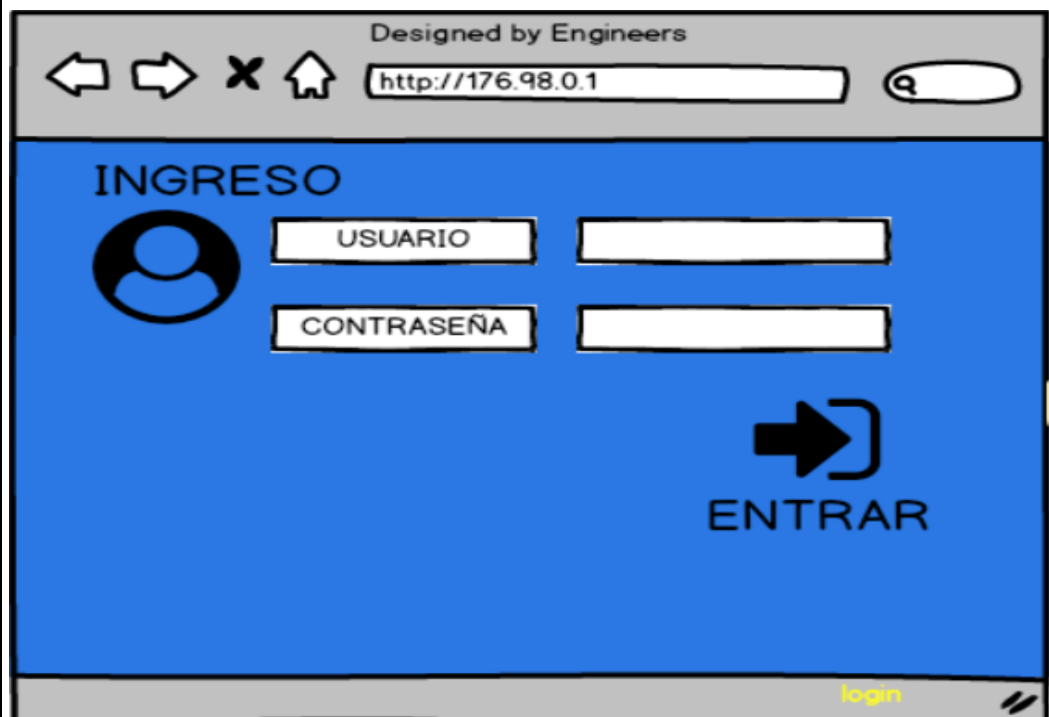 Designed by Engineers
http://176.98.0.1
INGRESO
USUARIO
CONTRASEÑA
ENTRAR
login